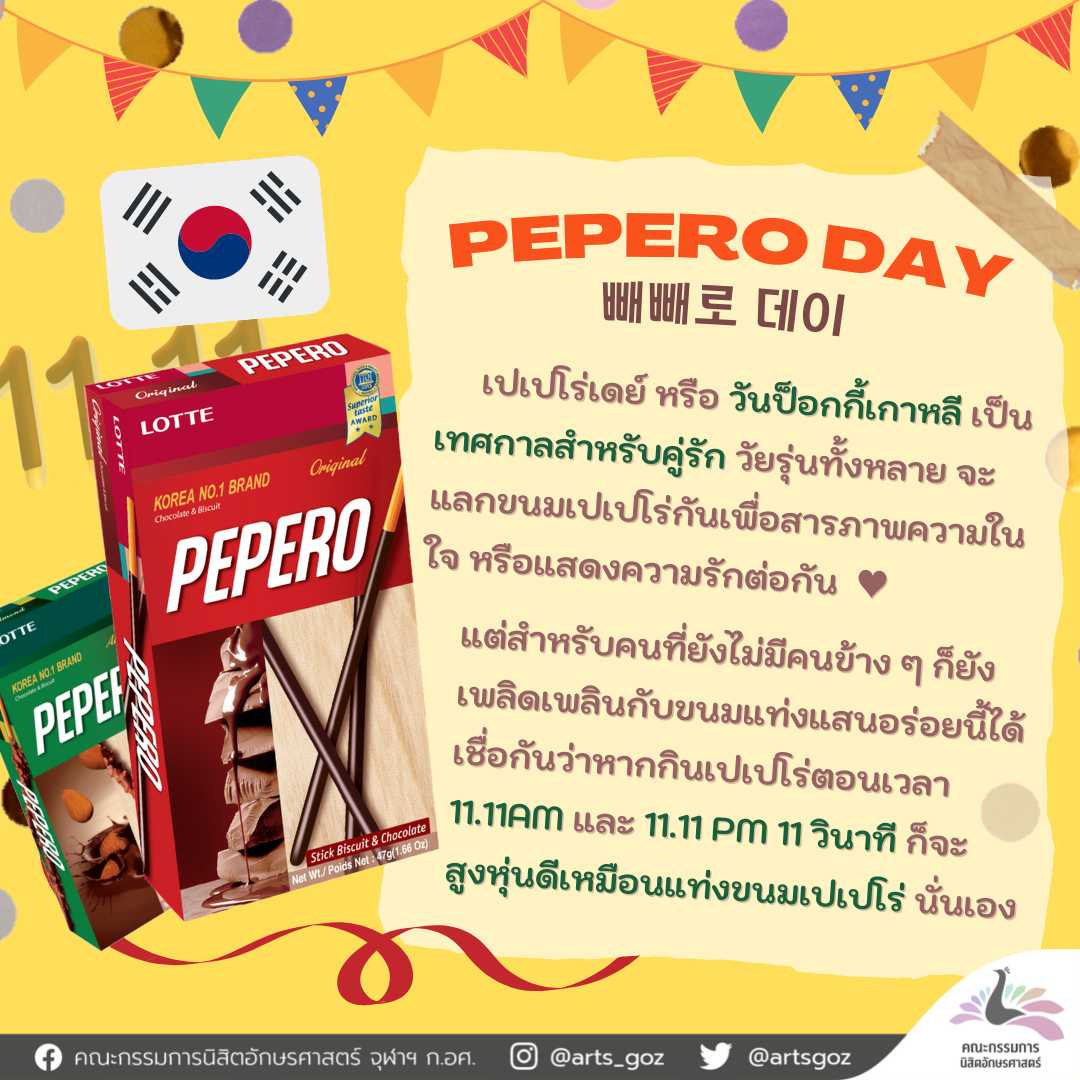 PEPERO DAY
빼빼로 데이
เปเปโร่เดย์ หรือ วันป็อกกี้เกาหลี เป็น
เทศกาลสำหรับคู่รัก วัยรุ่นทั้งหลาย จะ
แลกขนมเปเปโร่กันเพื่อสารภาพความใน
ใจ หรือแสดงความรักต่อกัน ♥
แต่สำหรับคนที่ยังไม่มีคนข้าง ๆ ก็ยัง
เพลิดเพลินกับขนมแท่งแสนอร่อยนี้ได้
เชื่อกันว่าหากกินเปเปโร่ตอนเวลา
11.11AM และ 11.11 PM 11 วินาที ก็จะ
สูงหุ่นดีเหมือนแท่งขนมเปเปโร่ นั่นเอง
11 11
LOTTE
Original
PEPERO
LOTTE
LOTTE
Original
Superior
taste
AWARD
KOREA NO.1 BRAND
Chocolate & Biscuit
Original
PEPERO
PEPERO
Stick Biscuit & Chocolate
Net Wt./ Poids Net : 47g(1.66 Oz)
PEPERO
OTTE
KOREA NO.1 BRAND
Chocolate & Biscuit
PEPER
PEPERO
คณะกรรมการนิสิตอักษรศาสตร์ จุฬาฯ ก.อศ.
@arts_goz
@artsgoz
คณะกรรมการ
นิสิตอักษรศาสตร์